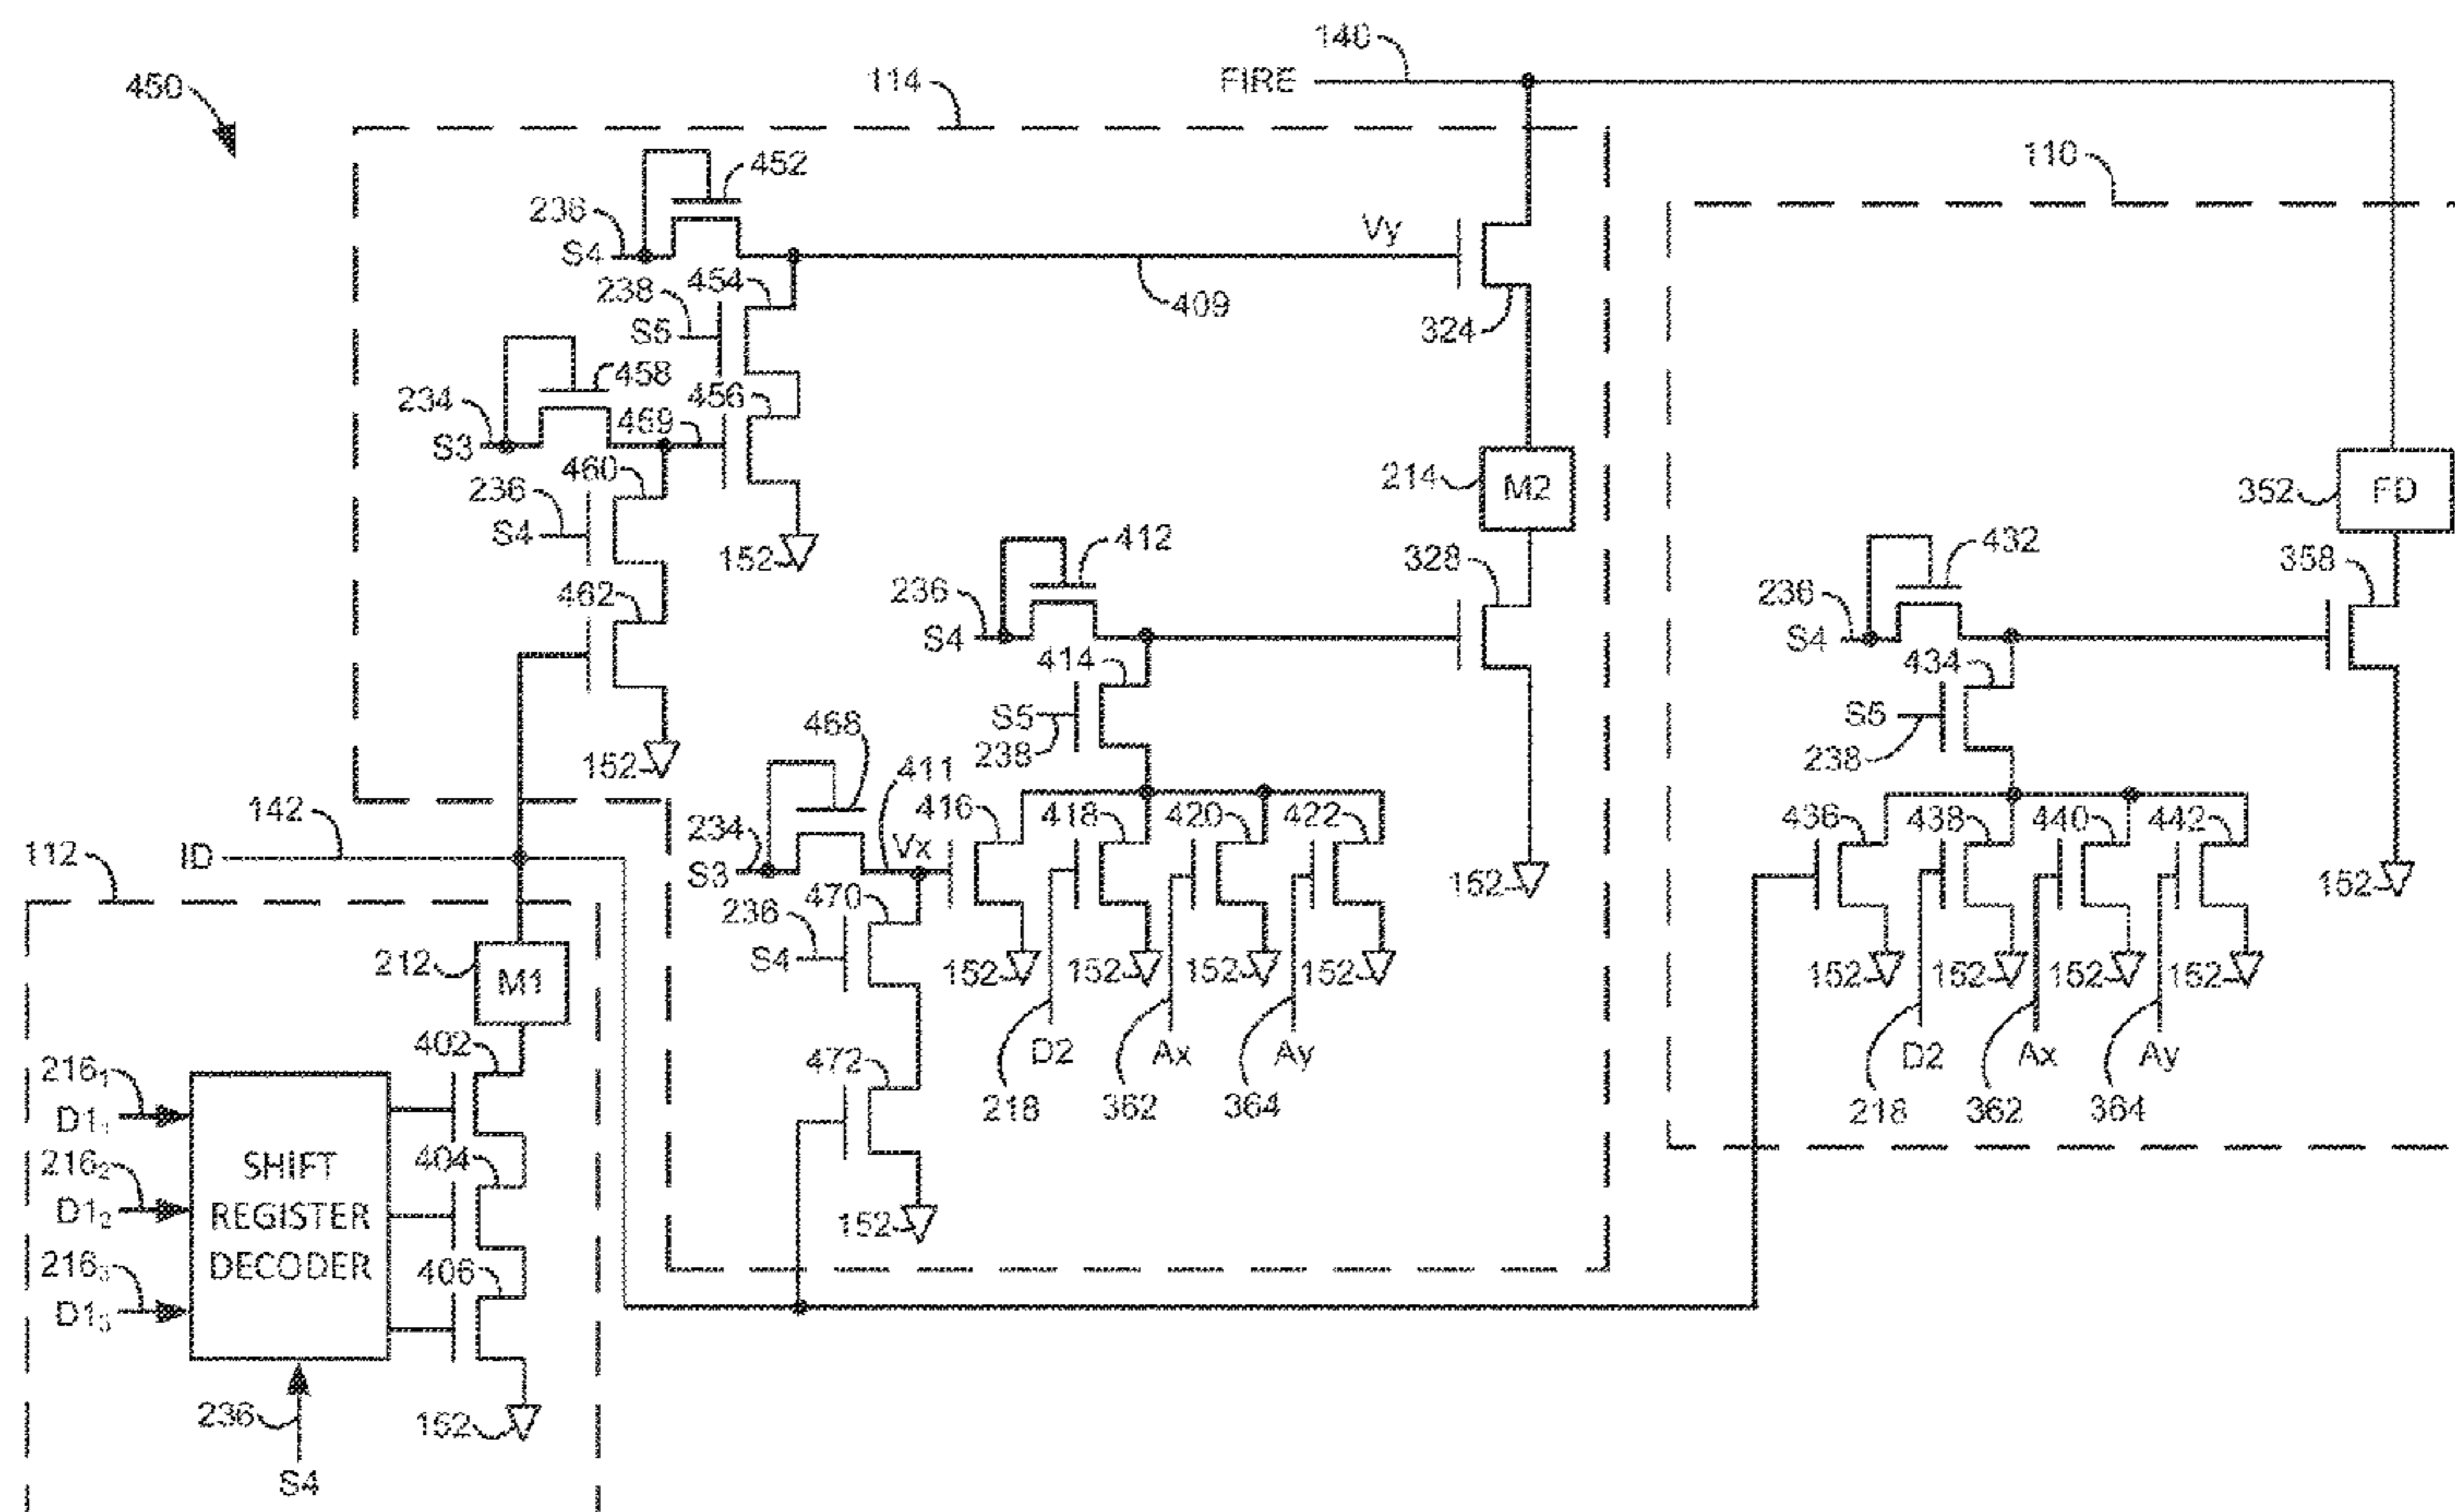 450
114
140
FIRE
110
452
236
S4
Vy
454
238
S5
409
324
458
234
469
456
S3
460
236
S4
214
M2
352
FD
152
412
432
462
236
328
236
358
S4
S4
414
434
S5
238
S5
238
468
152
142
411
234
416
418
420
422
436
438
440
442
112
ID
Vx
S3
470
152
152
236
S4
212
M1
152
152
152
152
152
152
152
152
402
D2
Ax
Ay
D2
Ax
Ay
472
216₁
D1₁
218
362
364
218
362
364
216₂
D1₂
SHIFT
REGISTER
DECODER
404
152
216₃
D1₃
406
236
152
S4